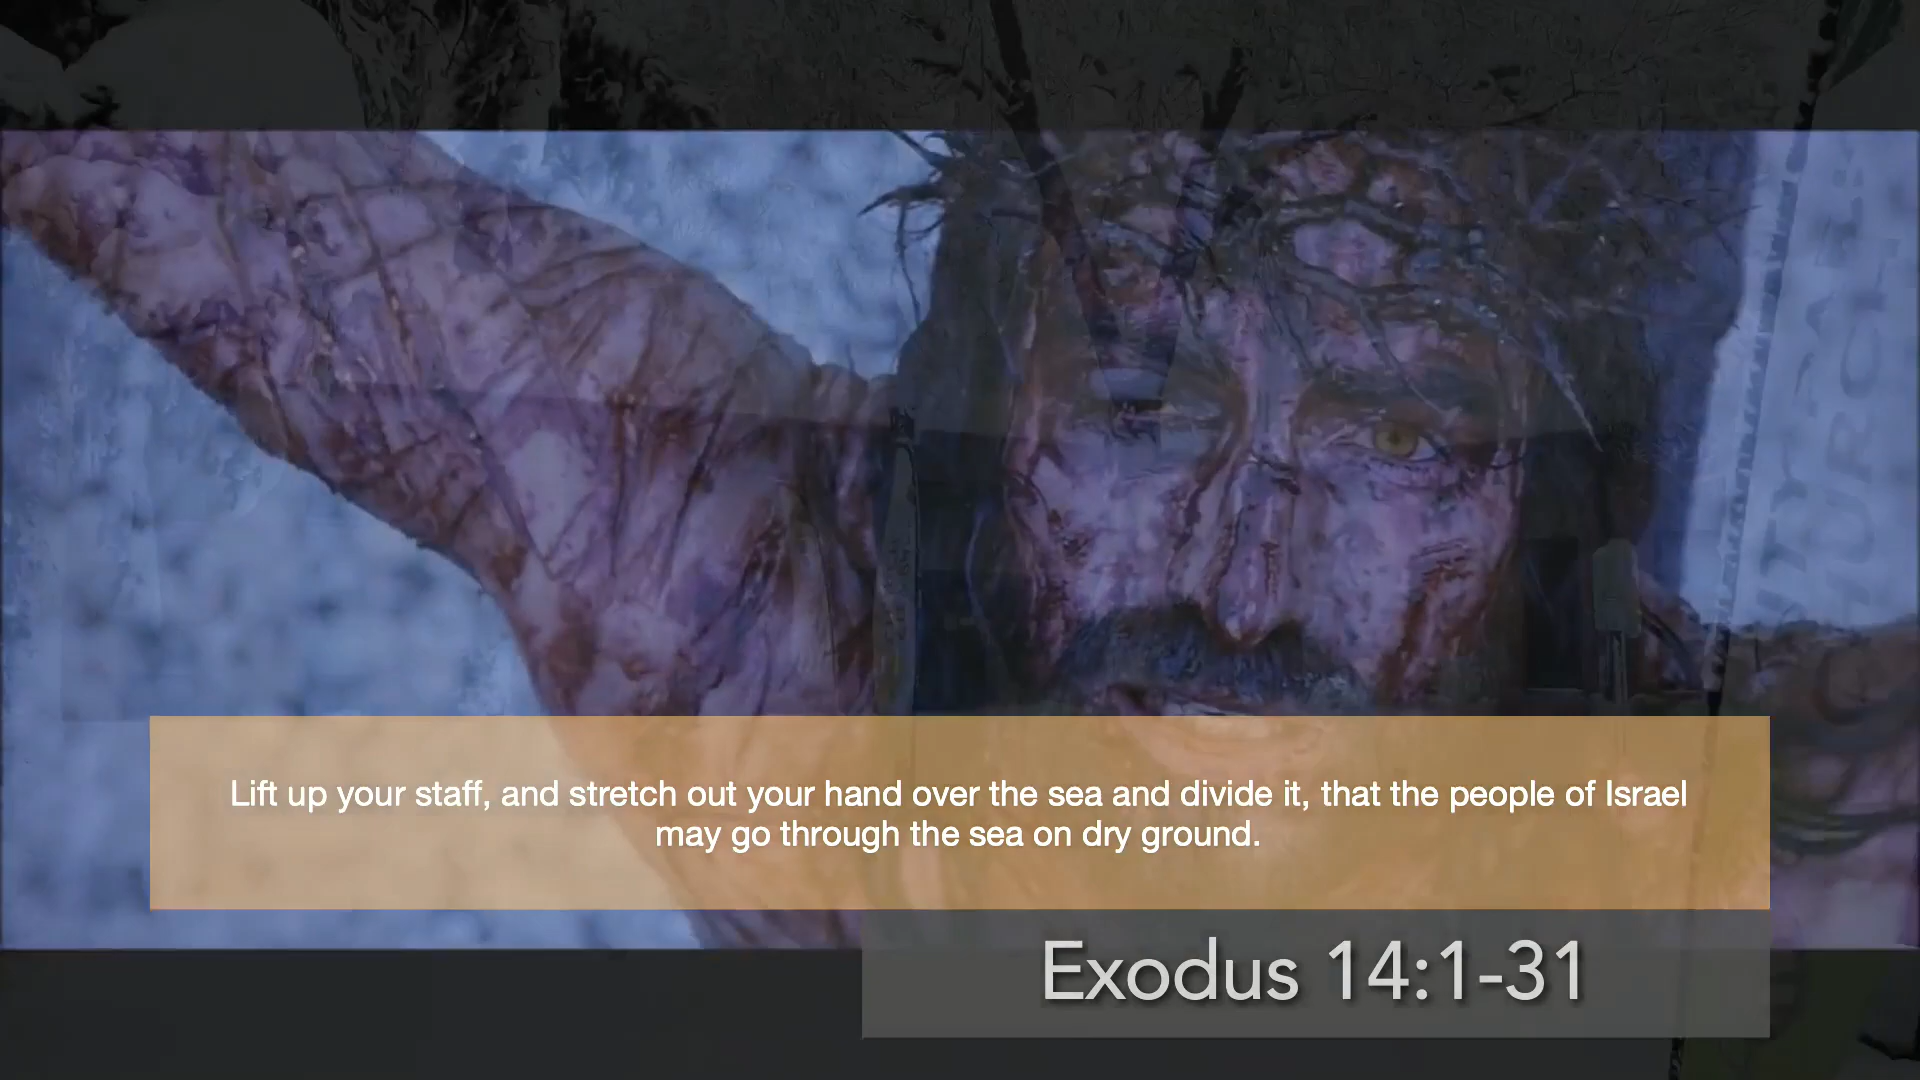 Lift up your staff, and stretch out your hand over the sea and divide it, that the people of Israel
may go through the sea on dry ground.
Exodus 14:1-31